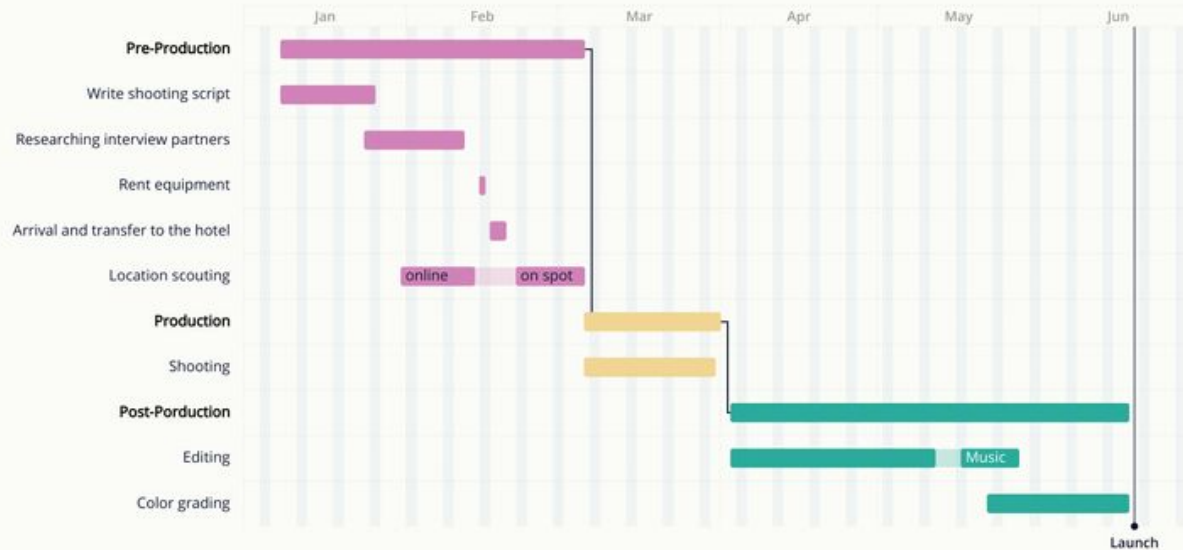 Jan Feb Mar Apr May Jun
Pre-Production
Write shooting script
Researching interview partners
Rent equipment
Arrival and transfer to the hotel
Location scouting online on spot
Production
Shooting
Post-Porduction
Editing Music
Color grading
Launch